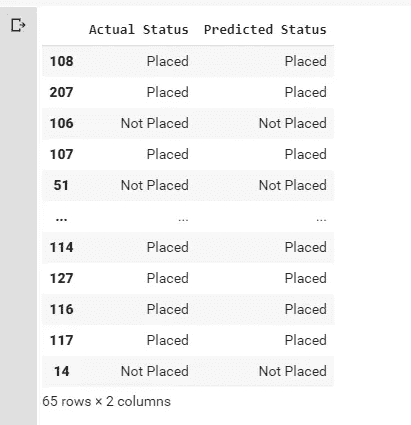 Actual Status Predicted Status
108 Placed Placed
207 Placed Placed
106 Not Placed Not Placed
107 Placed Placed
51 Not Placed Not Placed
... ... ...
114 Placed Placed
127 Placed Placed
116 Placed Placed
117 Placed Placed
14 Not Placed Not Placed
65 rows × 2 columns